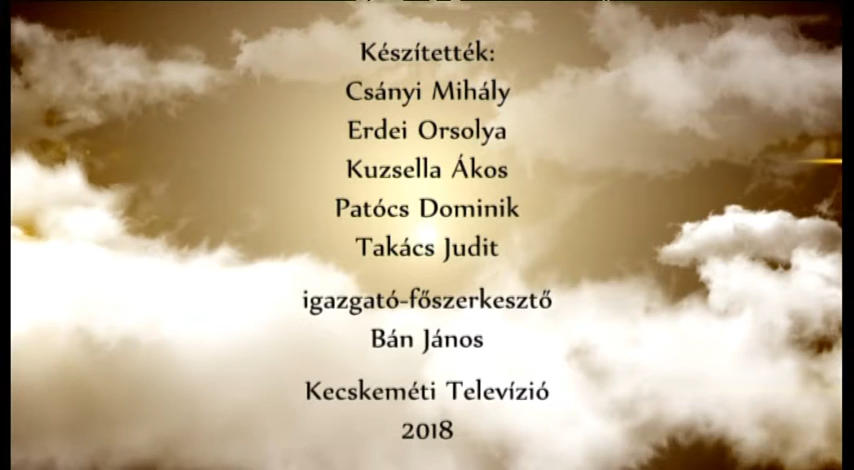 Készítették:
Csányi Mihály
Erdei Orsolya
Kuzsella Ákos
Patócs Dominik
Takács Judit
igazgató-főszerkesztő
Bán János
Kecskeméti Televízió
2018